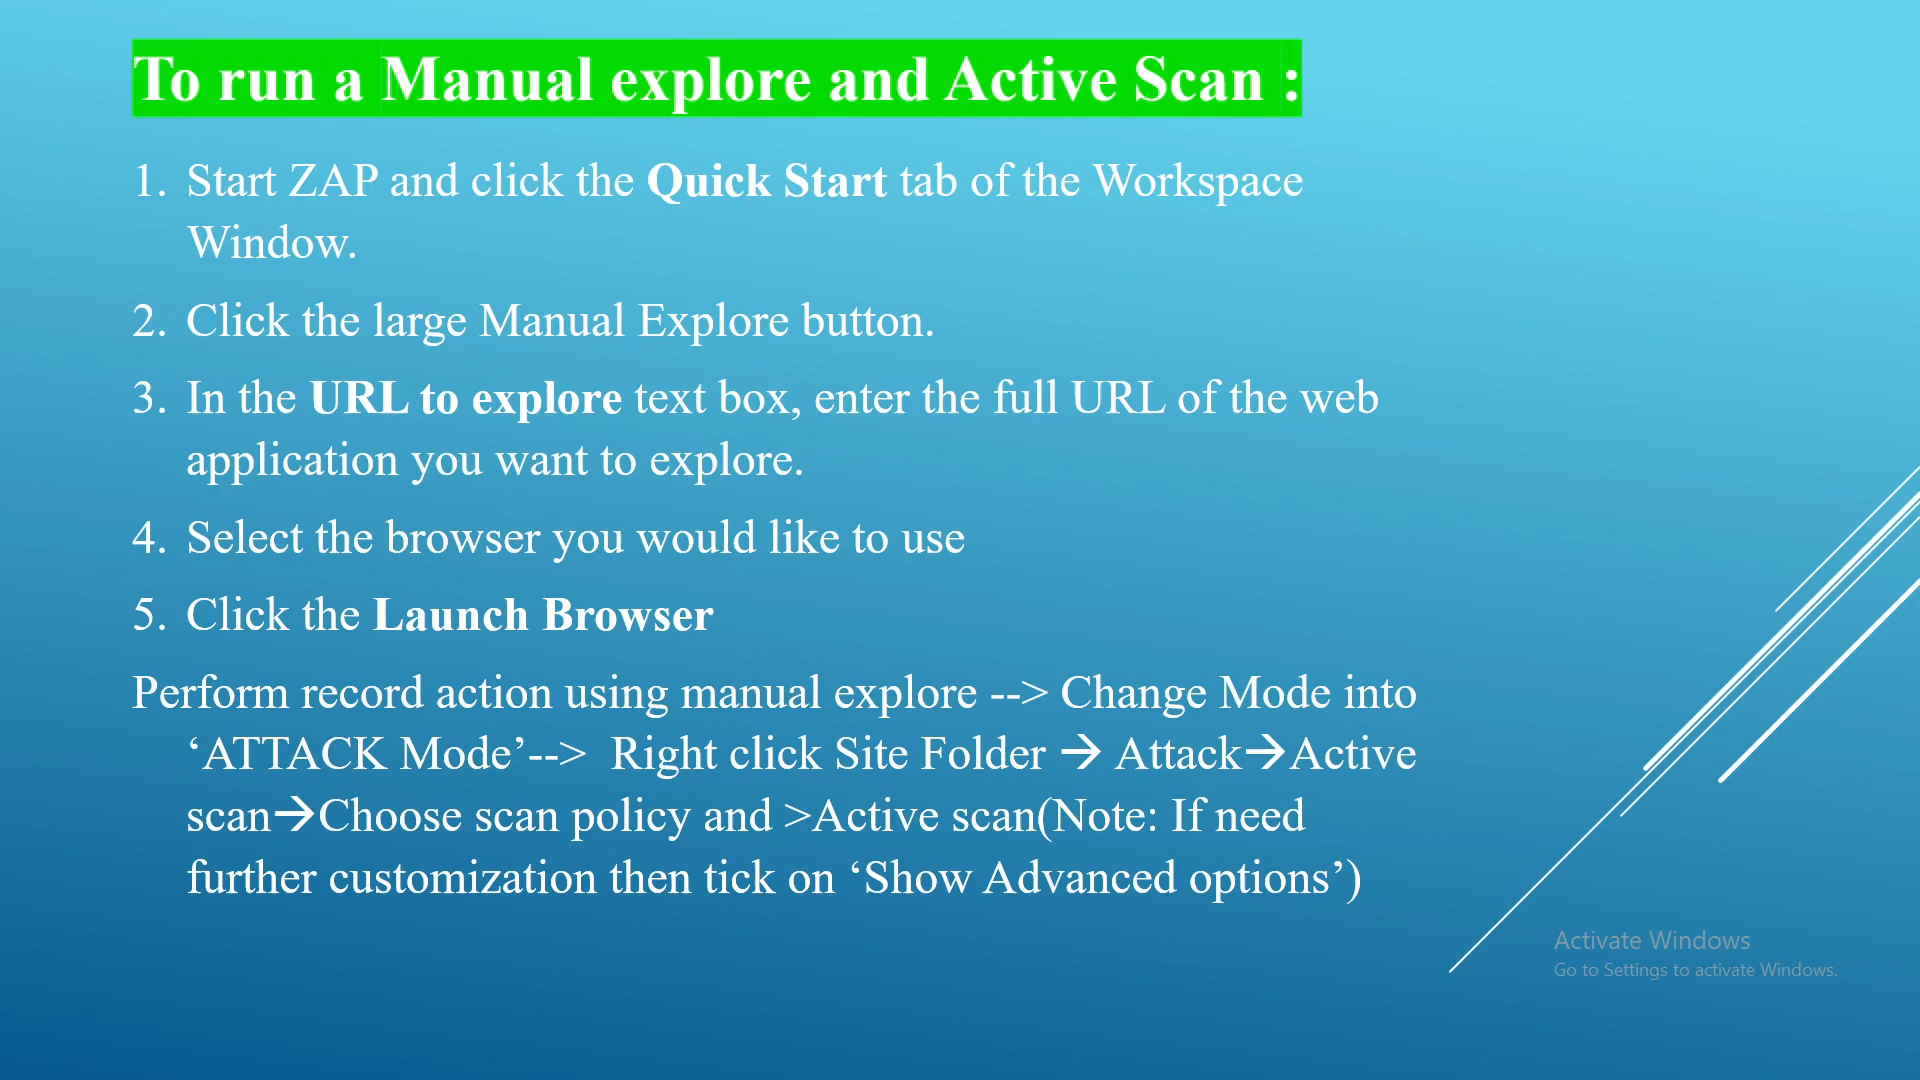 To run a Manual explore and Active Scan :
1. Start ZAP and click the Quick Start tab of the Workspace
Window.
2. Click the large Manual Explore button.
3. In the URL to explore text box, enter the full URL of the web
application you want to explore.
4. Select the browser you would like to use
5. Click the Launch Browser
Perform record action using manual explore --> Change Mode into
‘ATTACK Mode’--> Right click Site Folder → Attack→Active
scan→Choose scan policy and >Active scan(Note: If need
further customization then tick on ‘Show Advanced options’)
Activate Windows
Go to Settings to activate Windows.